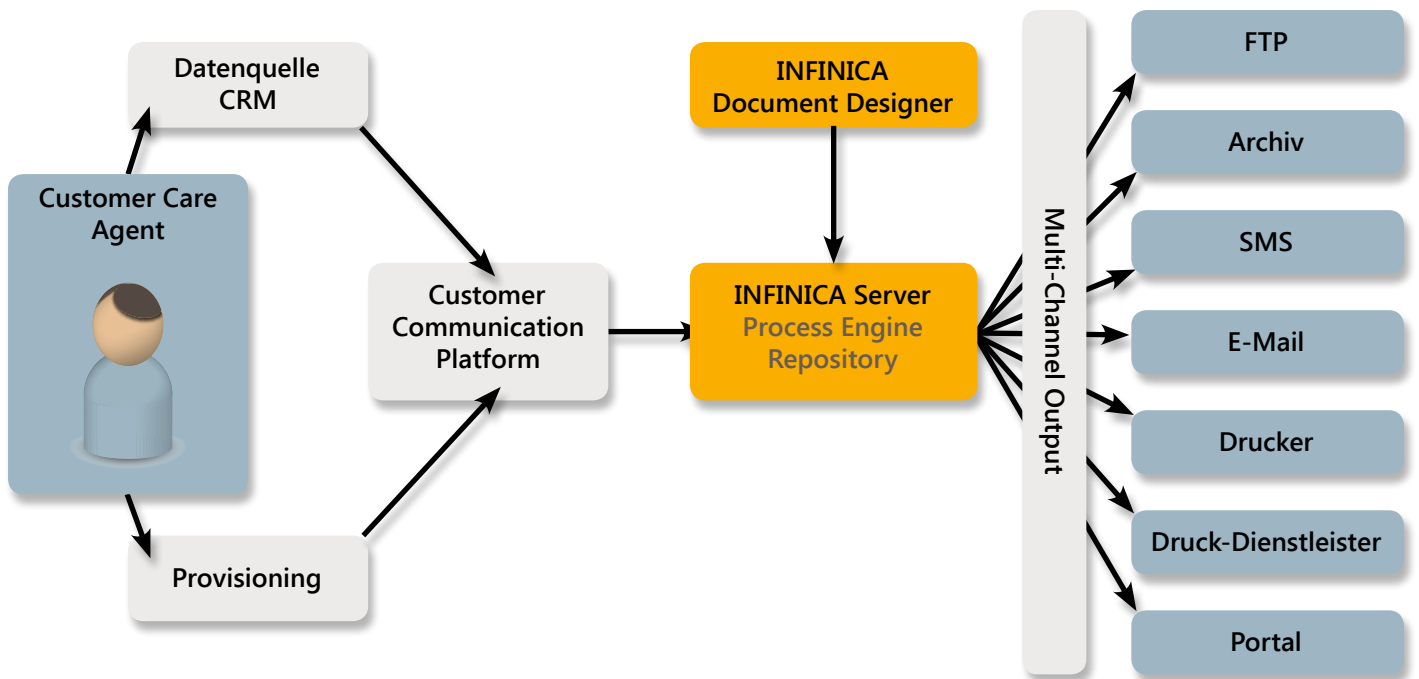 Datenquelle
CRM
Customer Care
Agent
Provisioning
Customer
Communication
Platform
INFINICA
Document Designer
INFINICA Server
Process Engine
Repository
Multi-Channel Output
FTP
Archiv
SMS
E-Mail
Drucker
Druck-Dienstleister
Portal